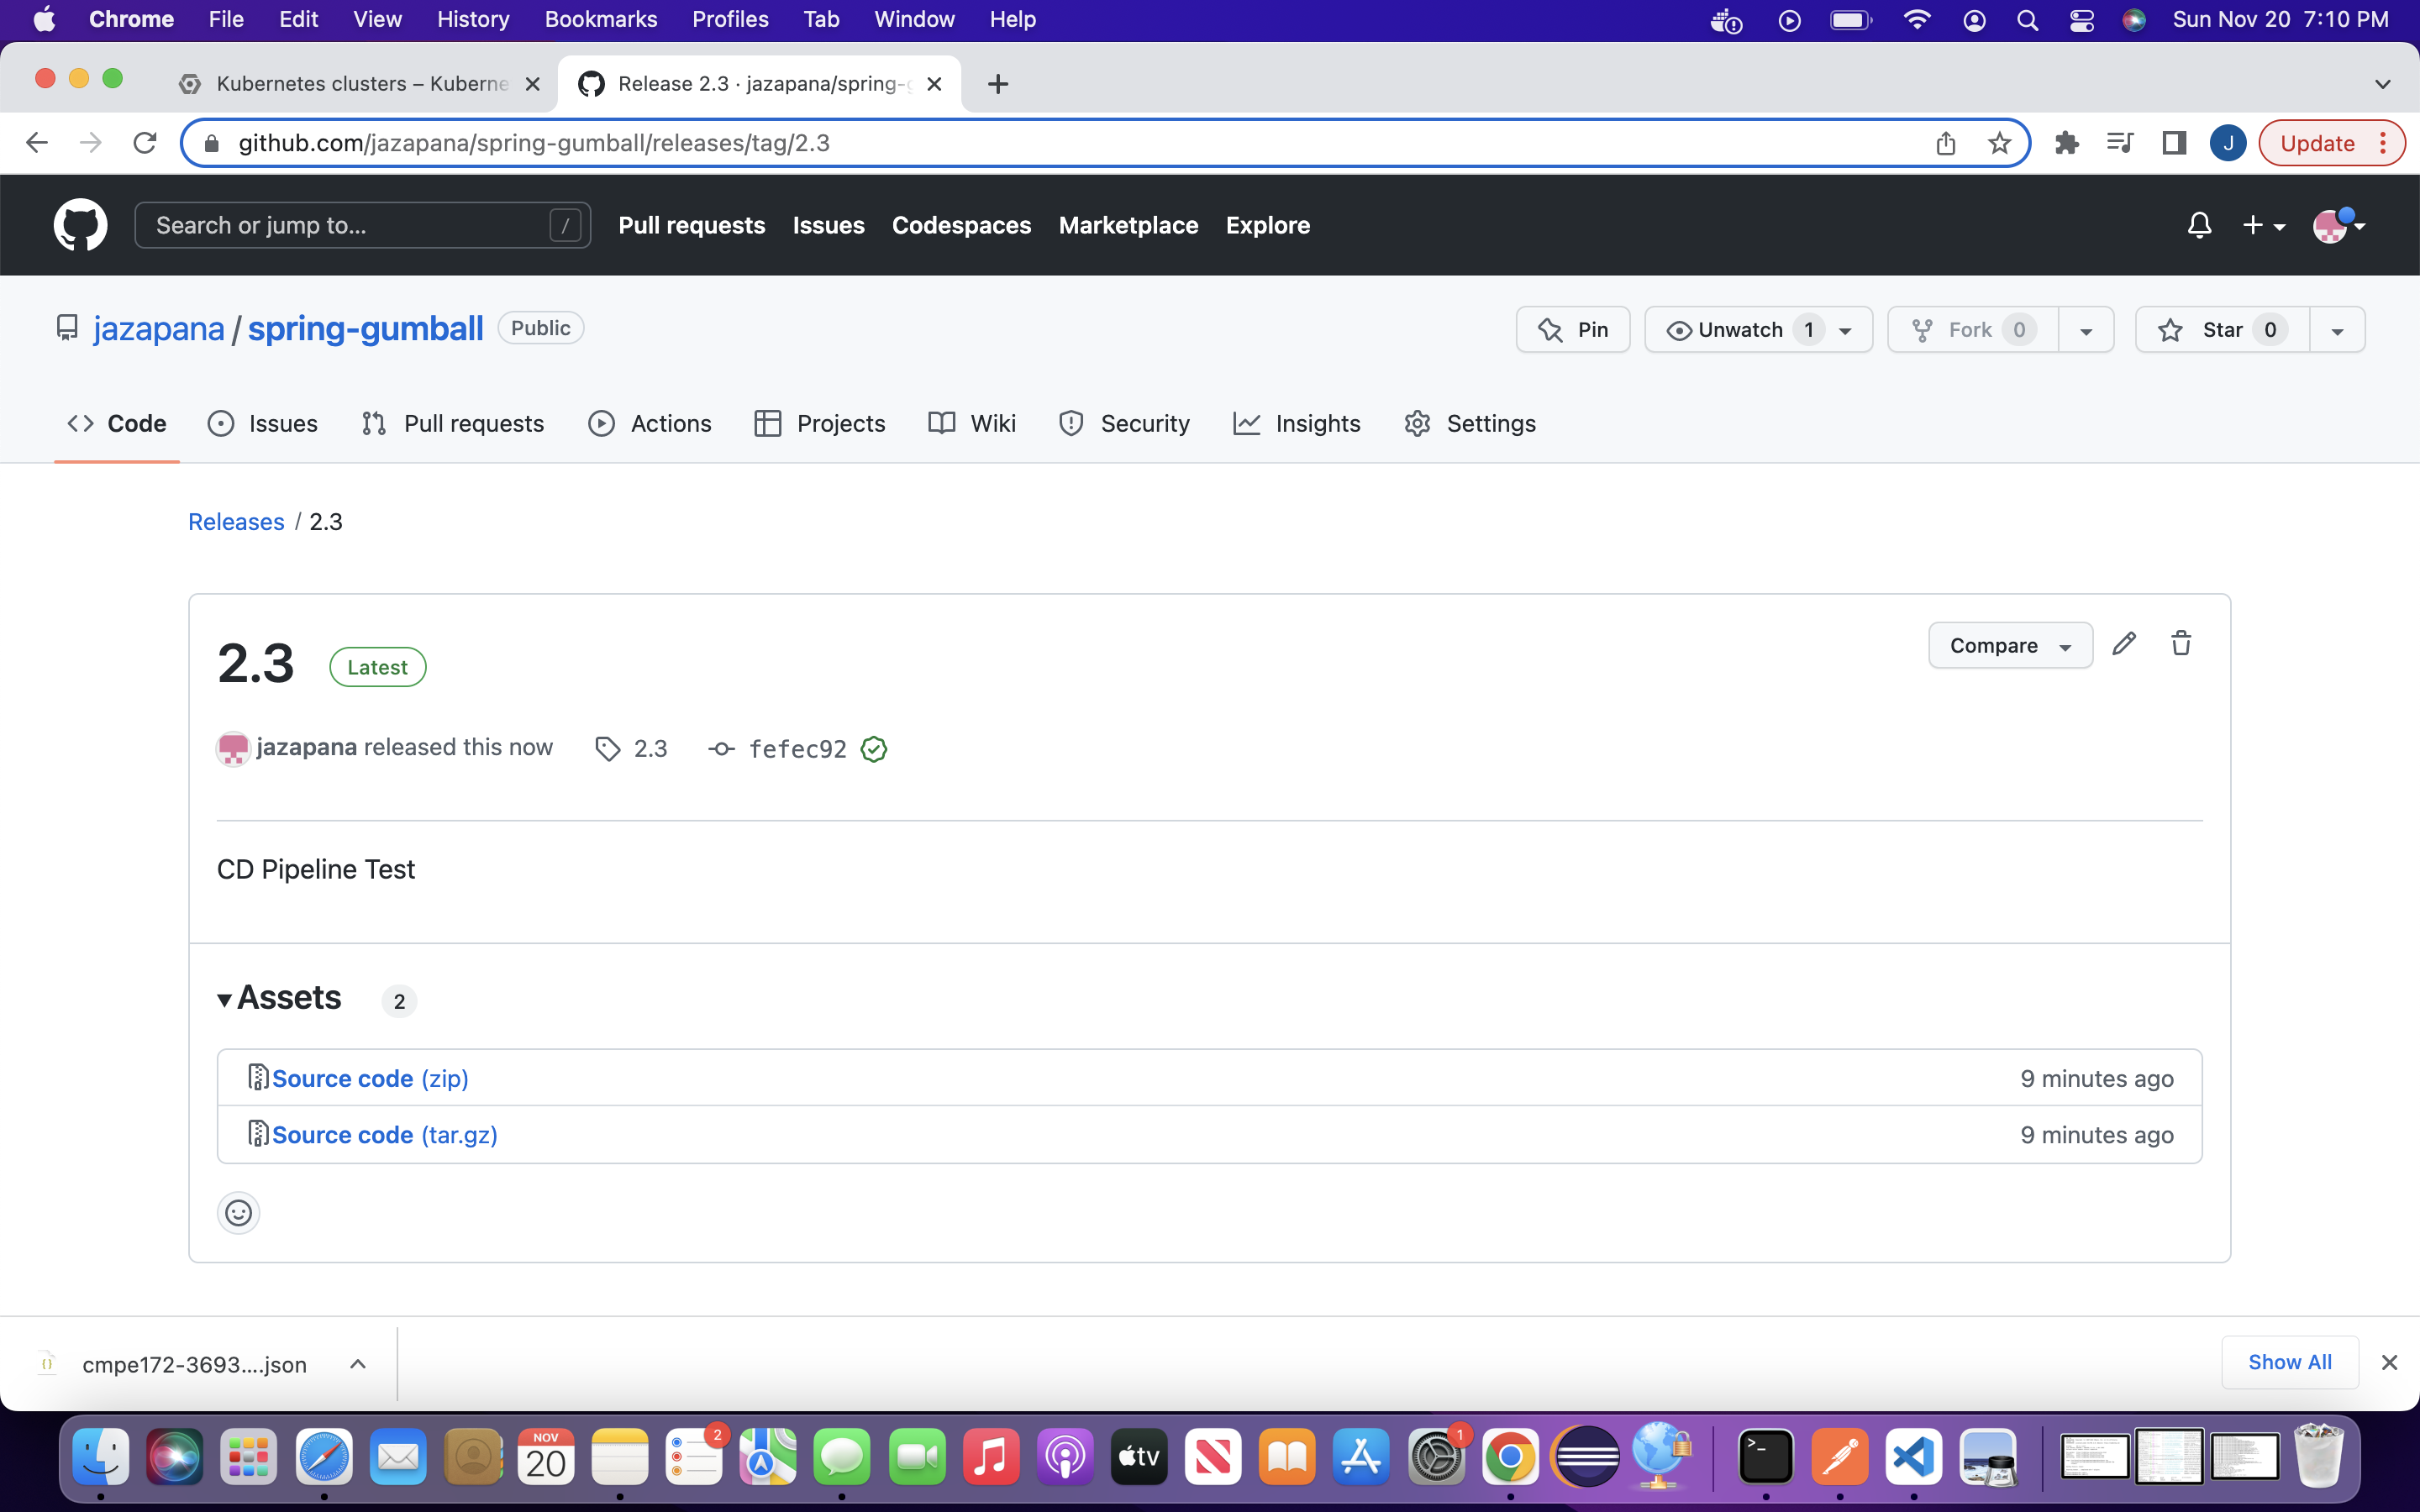 Chrome File Edit View History Bookmarks Profiles Tab Window Help Sun Nov 20 7:10 PM
Kubernetes clusters – Kuberne Release 2.3 · jazapana/spring-g
github.com/jazapana/spring-gumball/releases/tag/2.3 J Update
Search or jump to... / Pull requests Issues Codespaces Marketplace Explore
jazapana / spring-gumball Public Pin Unwatch 1 Fork 0 Star 0
Code Issues Pull requests Actions Projects Wiki Security Insights Settings
Releases / 2.3
2.3 Latest Compare
jazapana released this now 2.3 fefec92
CD Pipeline Test
Assets 2
Source code (zip) 9 minutes ago
Source code (tar.gz) 9 minutes ago
cmpe172-3693....json Show All
NOV 20 2 tv 1